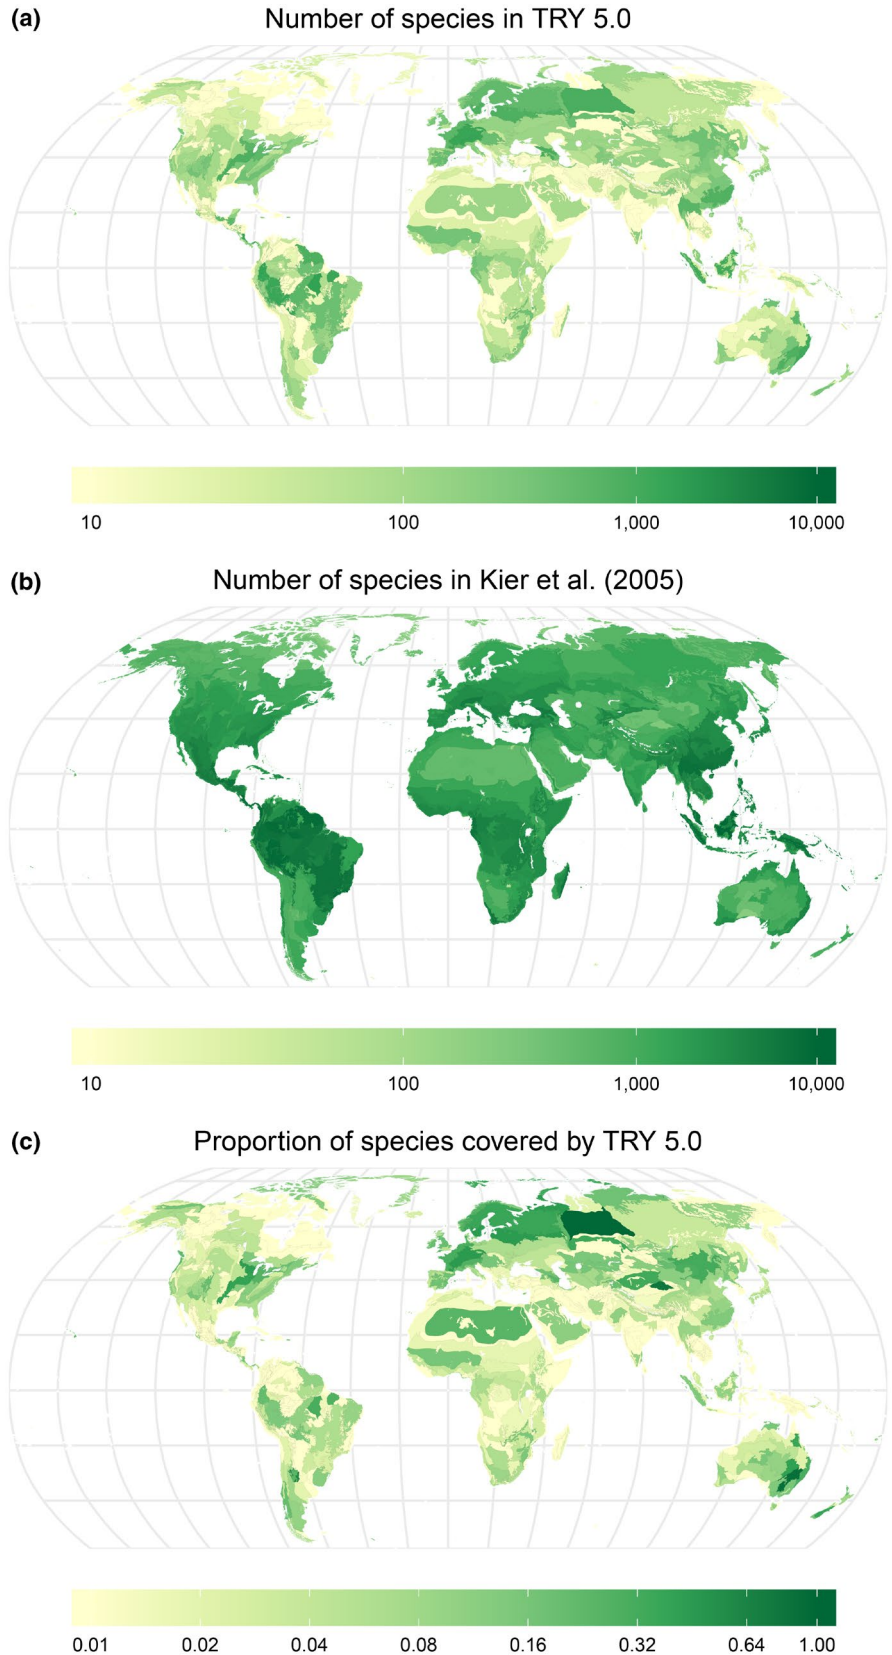 (a) Number of species in TRY 5.0
10 100 1,000 10,000
(b) Number of species in Kier et al. (2005)
10 100 1,000 10,000
(c) Proportion of species covered by TRY 5.0
0.01 0.02 0.04 0.08 0.16 0.32 0.64 1.00